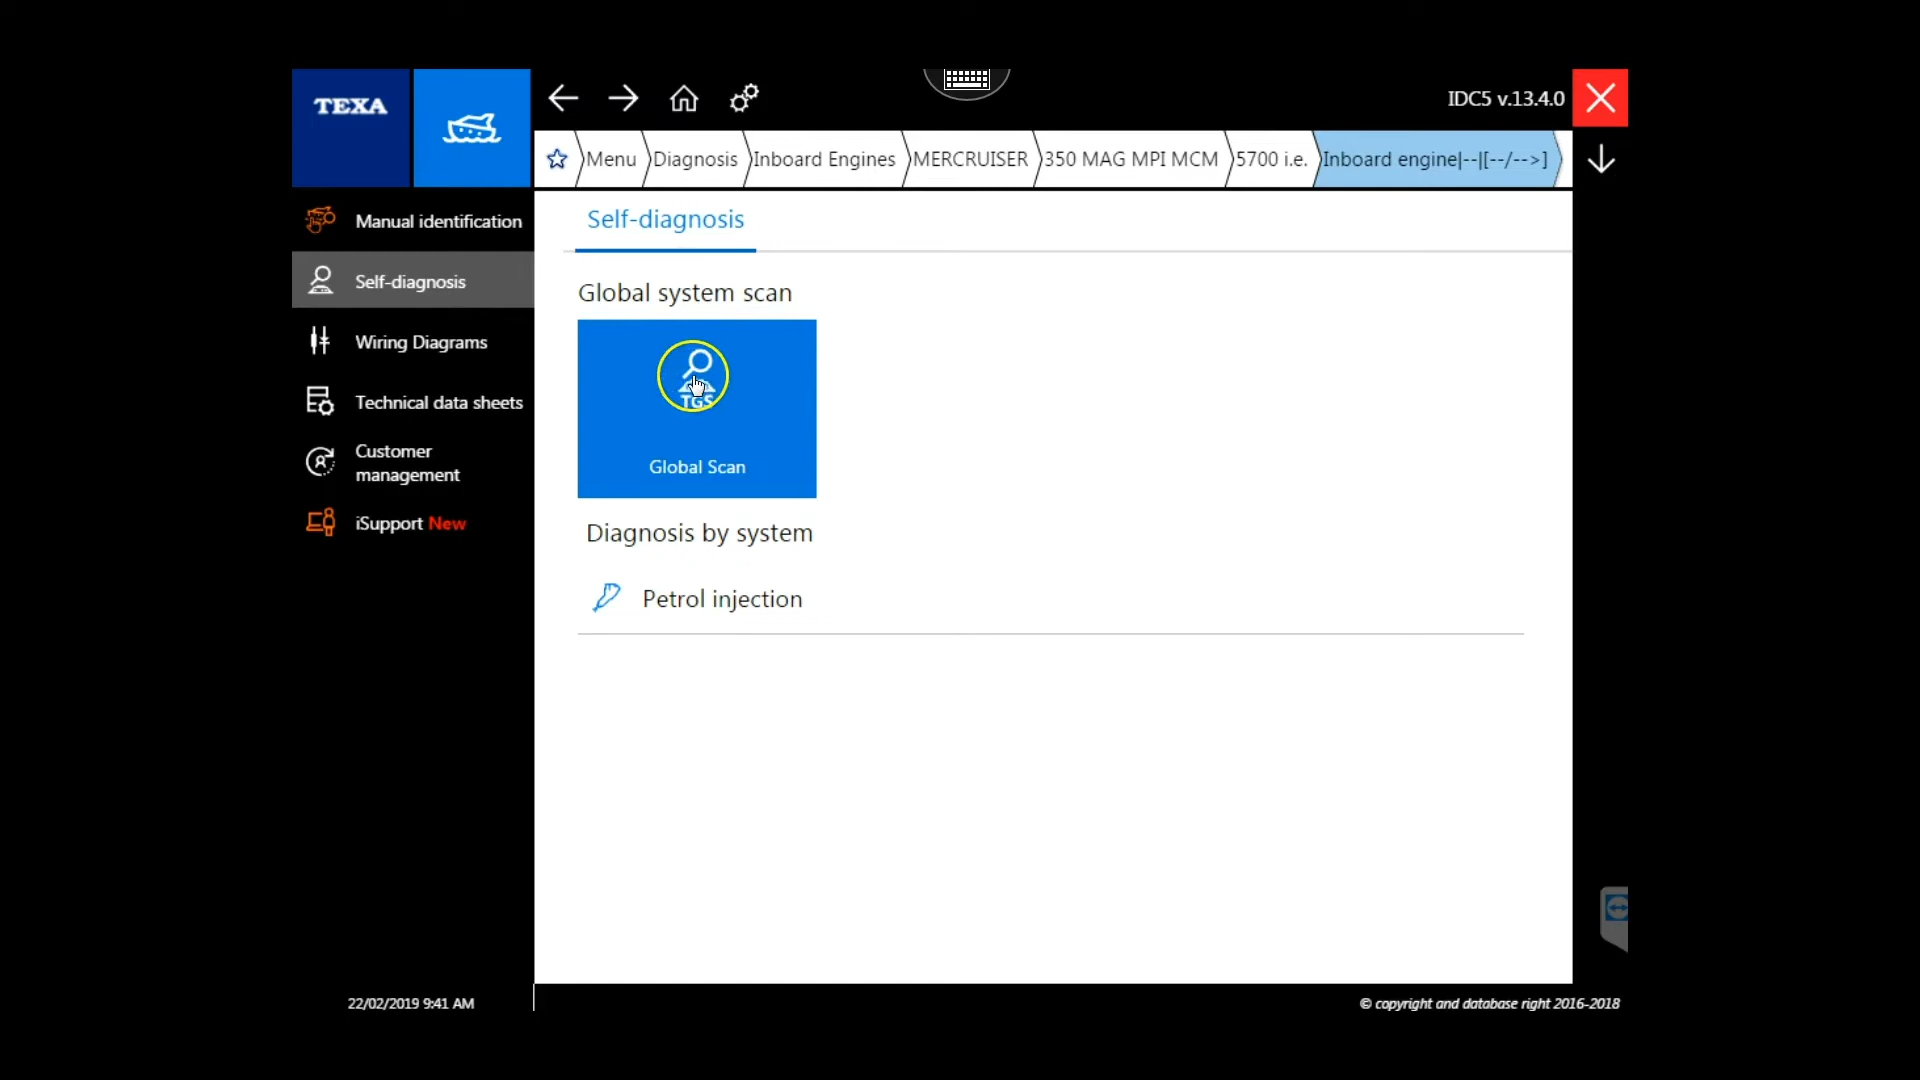 TEXA
IDC5 v.13.4.0
Menu
Diagnosis
Inboard Engines
MERCRUISER
350 MAG MPI MCM
5700 i.e.
Inboard engine|--|[--/-->]
Manual identification
Self-diagnosis
Wiring Diagrams
Technical data sheets
Customer
management
iSupport New
Self-diagnosis
Global system scan
TGS
Global Scan
Diagnosis by system
Petrol injection
22/02/2019 9:41 AM
© copyright and database right 2016-2018